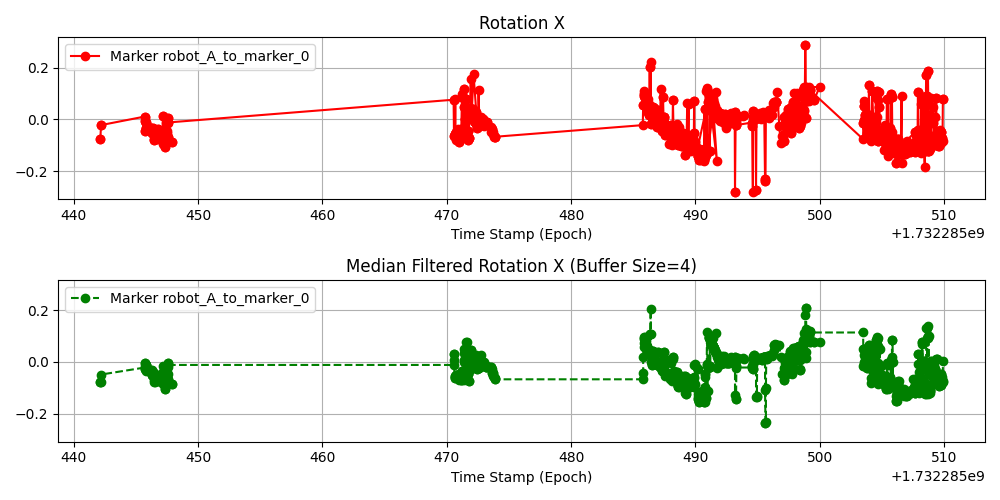 Rotation X
Marker robot_A_to_marker_0
0.2
0.0
−0.2
440 450 460 470 480 490 500 510
Time Stamp (Epoch)
+1.732285e9
Median Filtered Rotation X (Buffer Size=4)
Marker robot_A_to_marker_0
0.2
0.0
−0.2
440 450 460 470 480 490 500 510
Time Stamp (Epoch)
+1.732285e9